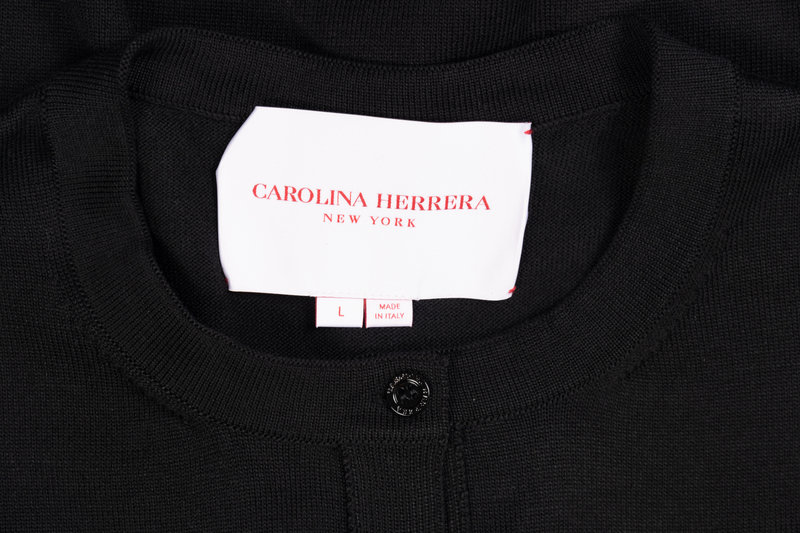 CAROLINA HERRERA
NEW YORK
L
MADE
IN ITALY